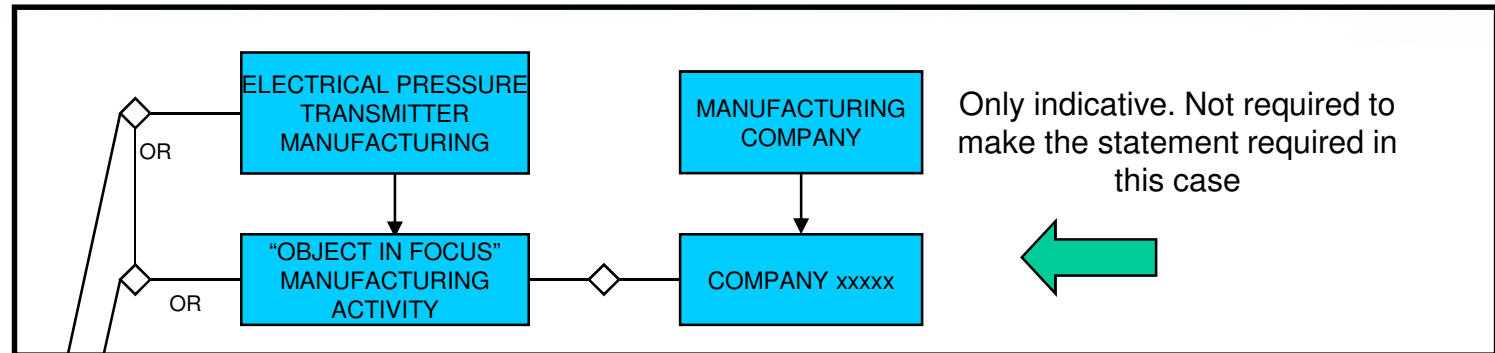 ELECTRICAL PRESSURE
TRANSMITTER
MANUFACTURING
MANUFACTURING
COMPANY
Only indicative. Not required to
make the statement required in
this case
OR
“OBJECT IN FOCUS”
MANUFACTURING
ACTIVITY
COMPANY xxxxx
OR